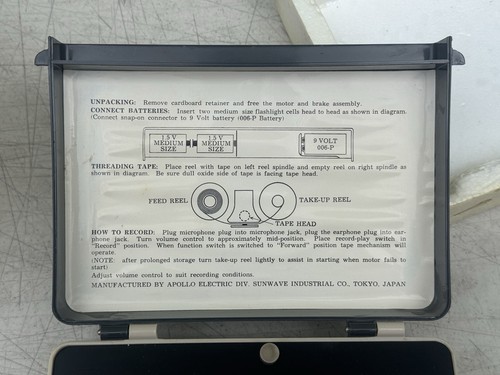 UNPACKING: Remove cardboard retainer and free the motor and brake assembly.
CONNECT BATTERIES: Insert two medium size flashlight cells head to head as shown in diagram.
(Connect snap-on connector to 9 Volt battery (006-P Battery)
1.5 V
MEDIUM
SIZE
1.5 V
MEDIUM
SIZE
9 VOLT
006-P
THREADING TAPE: Place reel with tape on left reel spindle and empty reel on right spindle as
shown in diagram. Be sure dull oxide side of tape is facing tape head.
FEED REEL
TAKE-UP REEL
TAPE HEAD
HOW TO RECORD: Plug microphone plug into microphone jack, plug the earphone plug into ear-
phone jack. Turn volume control to approximately mid-position. Place record-play switch in
"Record" position. When function switch is switched to "Forward" position tape mechanism will
operate.
(NOTE: after prolonged storage turn take-up reel lightly to assist in starting when motor fails to
start)
Adjust volume control to suit recording conditions.
MANUFACTURED BY APOLLO ELECTRIC DIV. SUNWAVE INDUSTRIAL CO., TOKYO, JAPAN